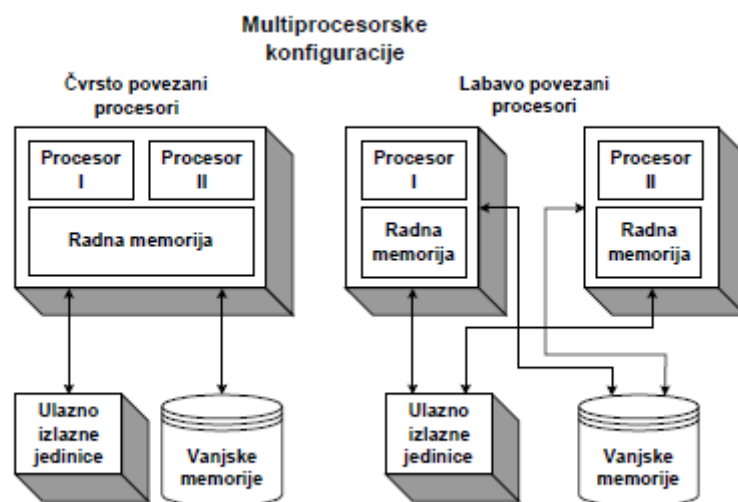 Multiprocesorske
konfiguracije
Čvrsto povezani
procesori
Procesor
I
Procesor
II
Radna memorija
Ulazno
izlazne
jedinice
Vanjske
memorije
Labavo povezani
procesori
Procesor
I
Radna
memorija
Procesor
II
Radna
memorija
Ulazno
izlazne
jedinice
Vanjske
memorije